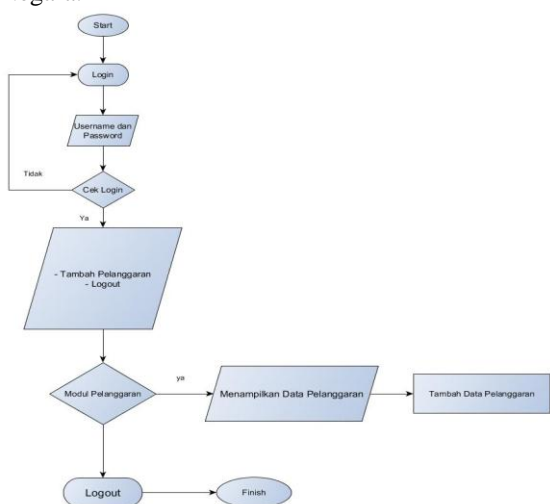 Start
Login
Username dan
Password
Tidak
Cek Login
Ya
- Tambah Pelanggaran
- Logout
Modul Pelanggaran
ya
Menampilkan Data Pelanggaran
Tambah Data Pelanggaran
Logout
Finish